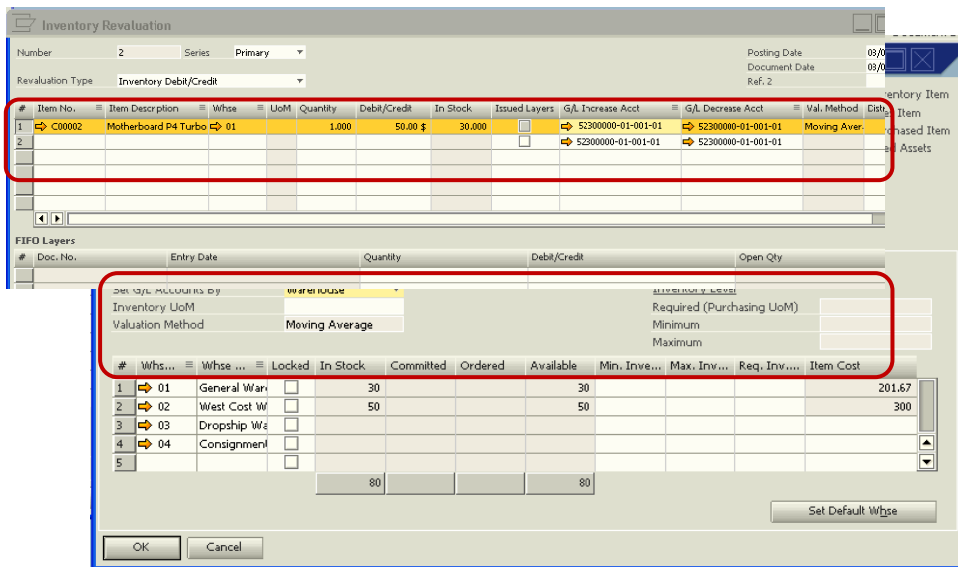 Inventory Revaluation
Number 2 Series Primary Posting Date 03/0
Document Date 03/0
Revaluation Type Inventory Debit/Credit Ref. 2
entory Item
Item
chased Item
d Assets
# Item No. Item Descrption Whse UoM Quantity Debit/Credit In Stock Issued Layers G/L Increase Acct G/L Decrease Acct Val. Method Distr
1 C00002 Motherboard P4 Turbo 01 1.000 50.00 $ 30.000 52300000-01-001-01 52300000-01-001-01 Moving Aver
2 52300000-01-001-01 52300000-01-001-01
FIFO Layers
# Doc. No. Entry Date Quantity Debit/Credit Open Qty
Set G/L Accounts By Warehouse Inventory Level
Inventory UoM Required (Purchasing UoM)
Valuation Method Moving Average Minimum
Maximum
# Whs... Whse ... Locked In Stock Committed Ordered Available Min. Inve... Max. Inv... Req. Inv.... Item Cost
1 01 General War 30 30 201.67
2 02 West Cost W 50 50 300
3 03 Dropship Wa
4 04 Consignment
5
80 80
Set Default Whse
OK Cancel